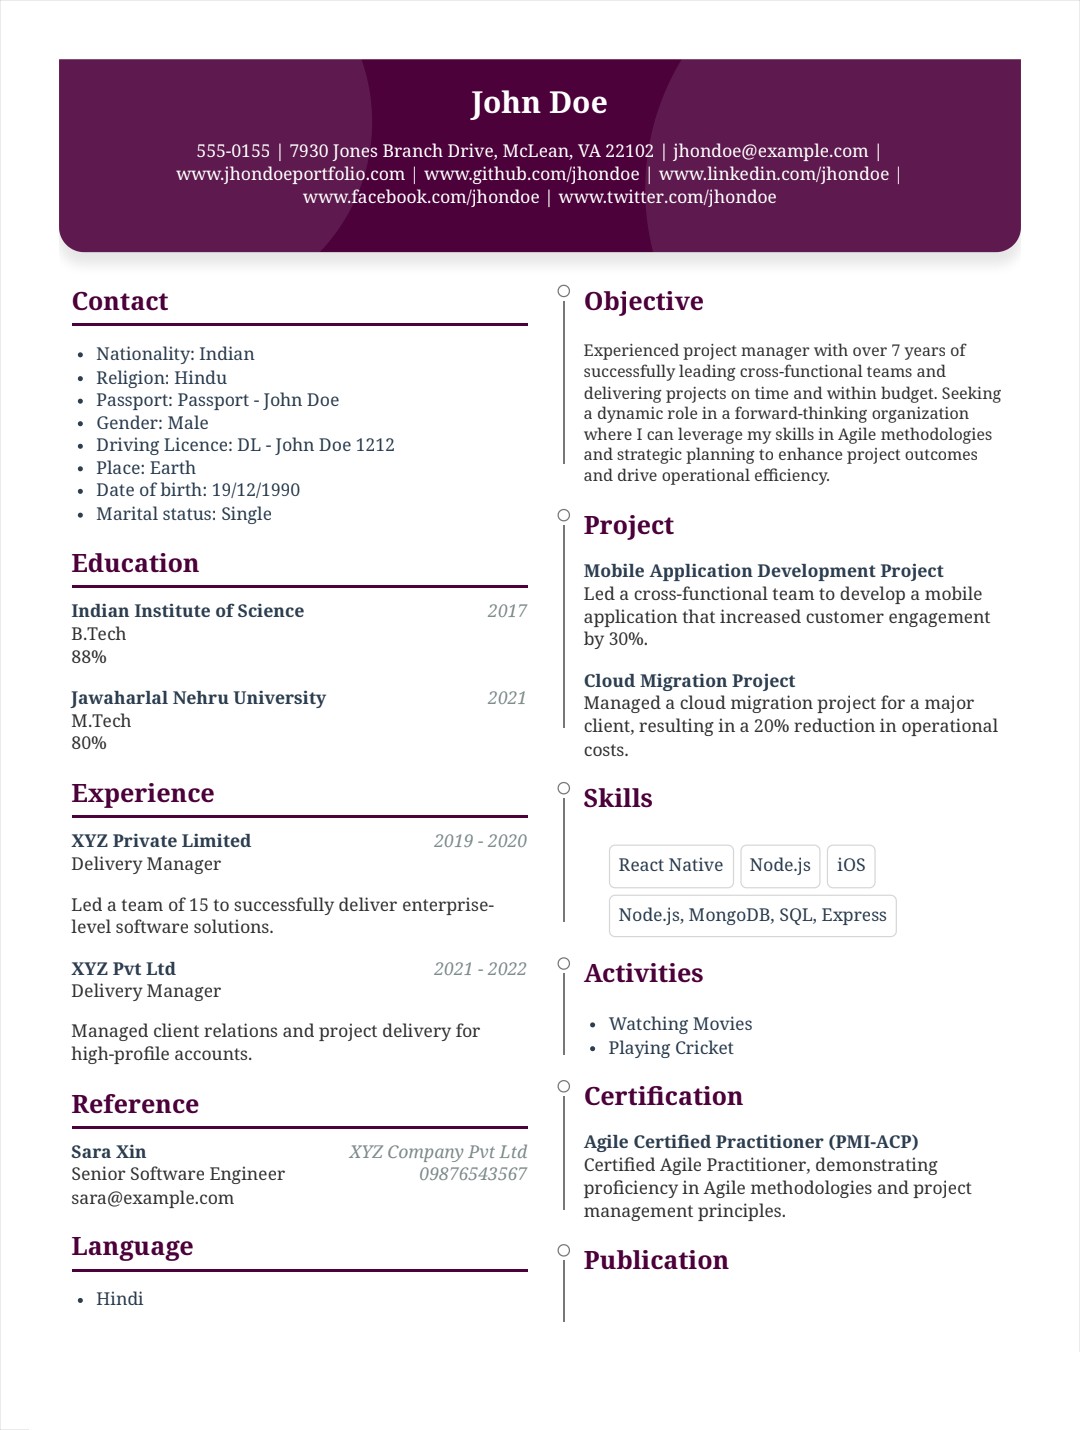 John Doe
555-0155 | 7930 Jones Branch Drive, McLean, VA 22102 | jhondoe@example.com |
www.jhondoeportfolio.com | www.github.com/jhondoe | www.linkedin.com/jhondoe |
www.facebook.com/jhondoe | www.twitter.com/jhondoe
Contact
• Nationality: Indian
• Religion: Hindu
• Passport: Passport - John Doe
• Gender: Male
• Driving Licence: DL - John Doe 1212
• Place: Earth
• Date of birth: 19/12/1990
• Marital status: Single
Education
Indian Institute of Science 2017
B.Tech
88%
Jawaharlal Nehru University 2021
M.Tech
80%
Experience
XYZ Private Limited 2019 - 2020
Delivery Manager
Led a team of 15 to successfully deliver enterprise-
level software solutions.
XYZ Pvt Ltd 2021 - 2022
Delivery Manager
Managed client relations and project delivery for
high-profile accounts.
Reference
Sara Xin XYZ Company Pvt Ltd
Senior Software Engineer 09876543567
sara@example.com
Language
• Hindi
Objective
Experienced project manager with over 7 years of
successfully leading cross-functional teams and
delivering projects on time and within budget. Seeking
a dynamic role in a forward-thinking organization
where I can leverage my skills in Agile methodologies
and strategic planning to enhance project outcomes
and drive operational efficiency.
Project
Mobile Application Development Project
Led a cross-functional team to develop a mobile
application that increased customer engagement
by 30%.
Cloud Migration Project
Managed a cloud migration project for a major
client, resulting in a 20% reduction in operational
costs.
Skills
React Native Node.js iOS
Node.js, MongoDB, SQL, Express
Activities
• Watching Movies
• Playing Cricket
Certification
Agile Certified Practitioner (PMI-ACP)
Certified Agile Practitioner, demonstrating
proficiency in Agile methodologies and project
management principles.
Publication